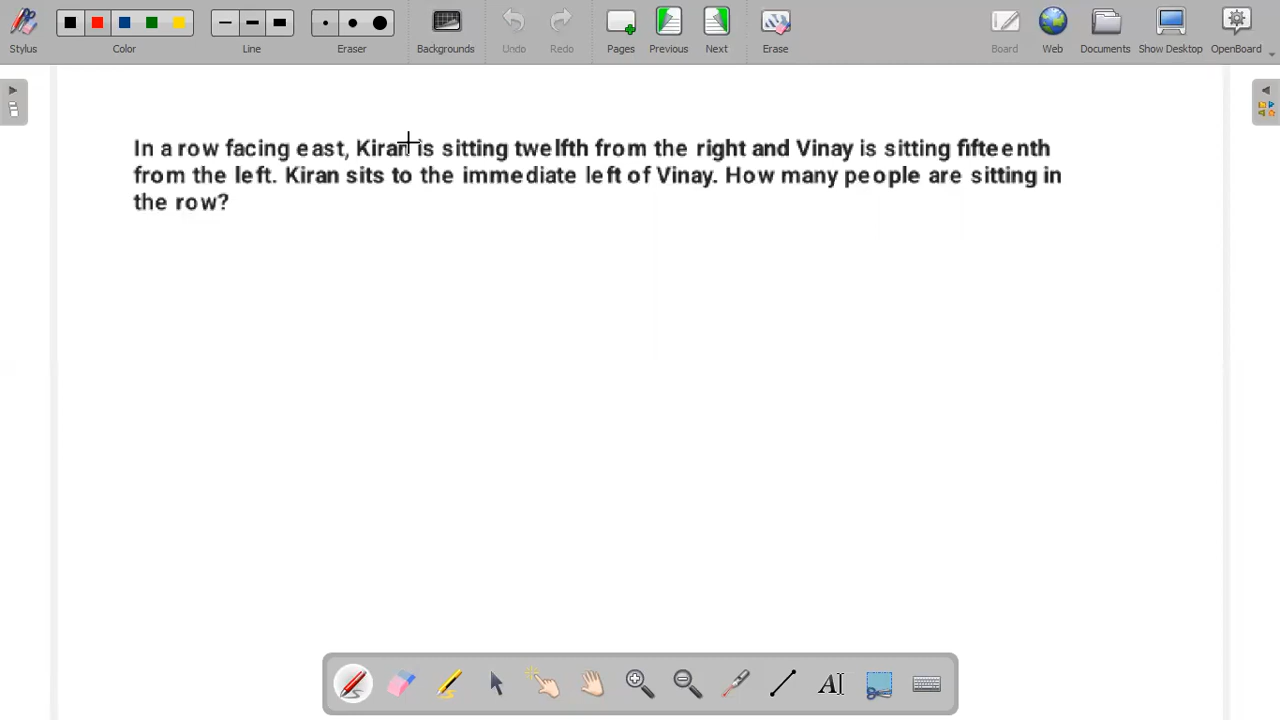 Stylus Color Line Eraser Backgrounds Undo Redo Pages Previous Next Erase Board Web Documents Show Desktop OpenBoard
In a row facing east, Kiran is sitting twelfth from the right and Vinay is sitting fifteenth
from the left. Kiran sits to the immediate left of Vinay. How many people are sitting in
the row?
AI